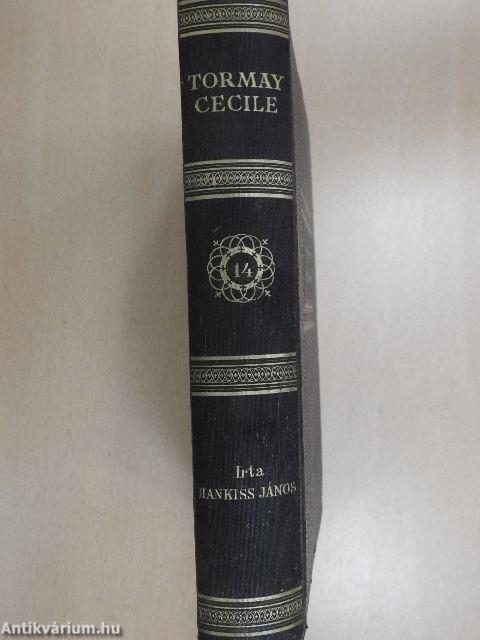 TORMAY
CECILE
14
Irta
HANKISS JÁNOS
Antikvárium.hu